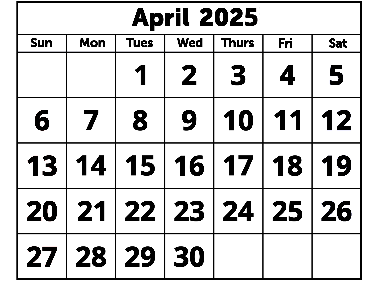 April 2025
Sun Mon Tues Wed Thurs Fri Sat
1 2 3 4 5
6 7 8 9 10 11 12
13 14 15 16 17 18 19
20 21 22 23 24 25 26
27 28 29 30